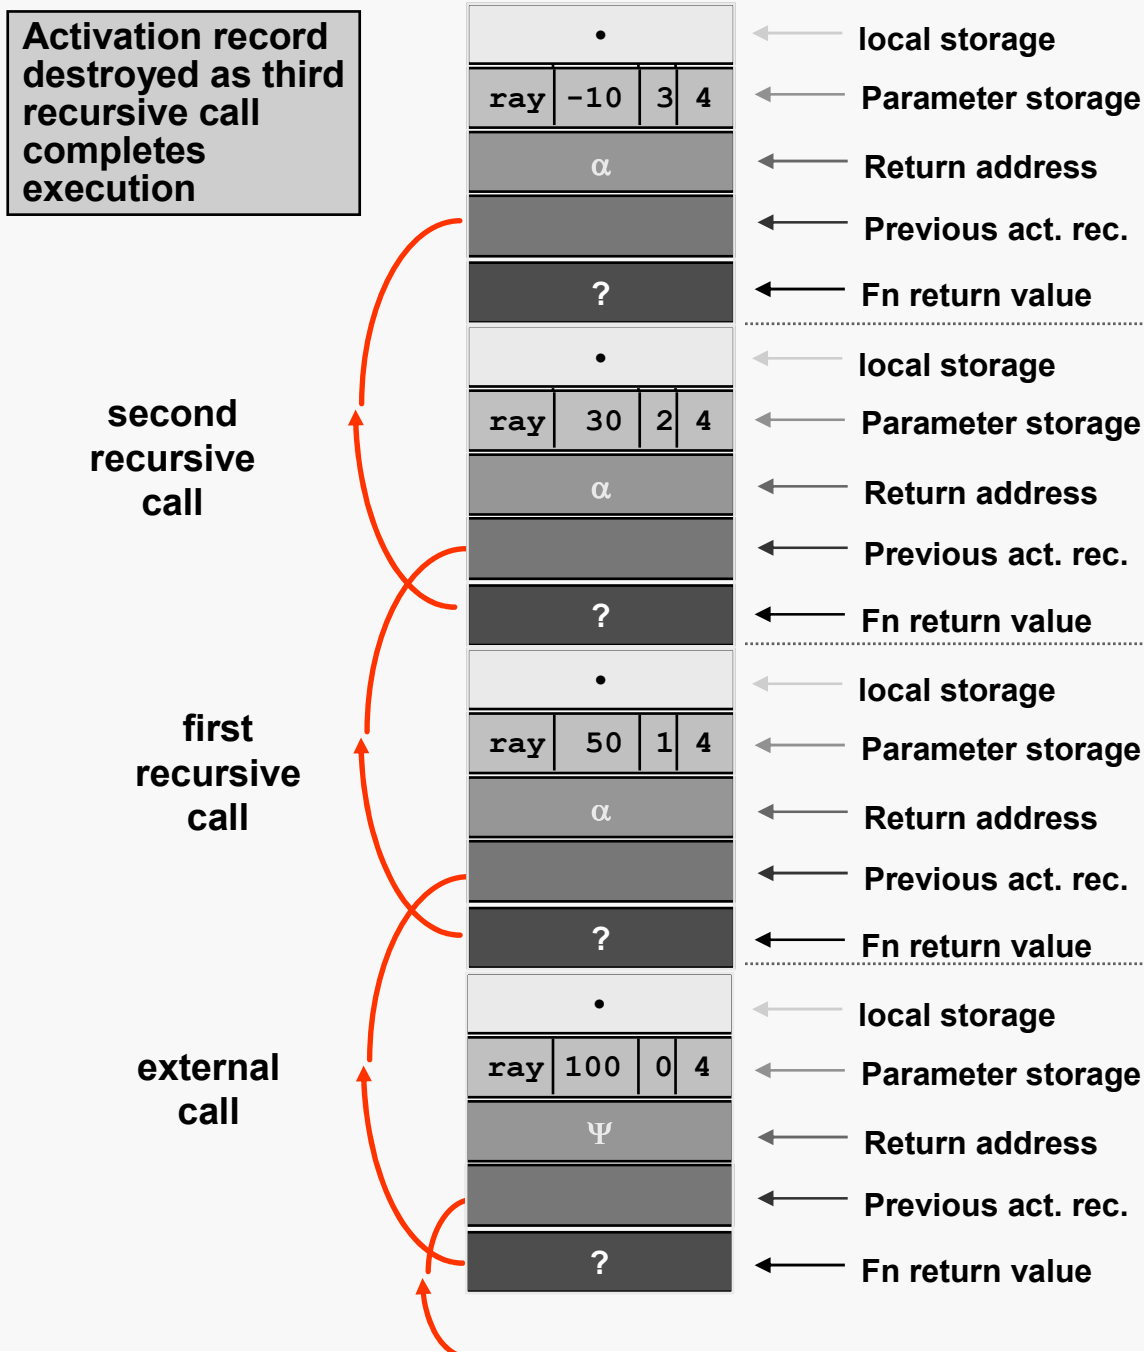 Activation record
destroyed as third
recursive call
completes
execution
•
local storage
ray -10 3 4
Parameter storage
α
Return address
Previous act. rec.
?
Fn return value
second
recursive
call
•
local storage
ray 30 2 4
Parameter storage
α
Return address
Previous act. rec.
?
Fn return value
first
recursive
call
•
local storage
ray 50 1 4
Parameter storage
α
Return address
Previous act. rec.
?
Fn return value
external
call
•
local storage
ray 100 0 4
Parameter storage
Ψ
Return address
Previous act. rec.
?
Fn return value